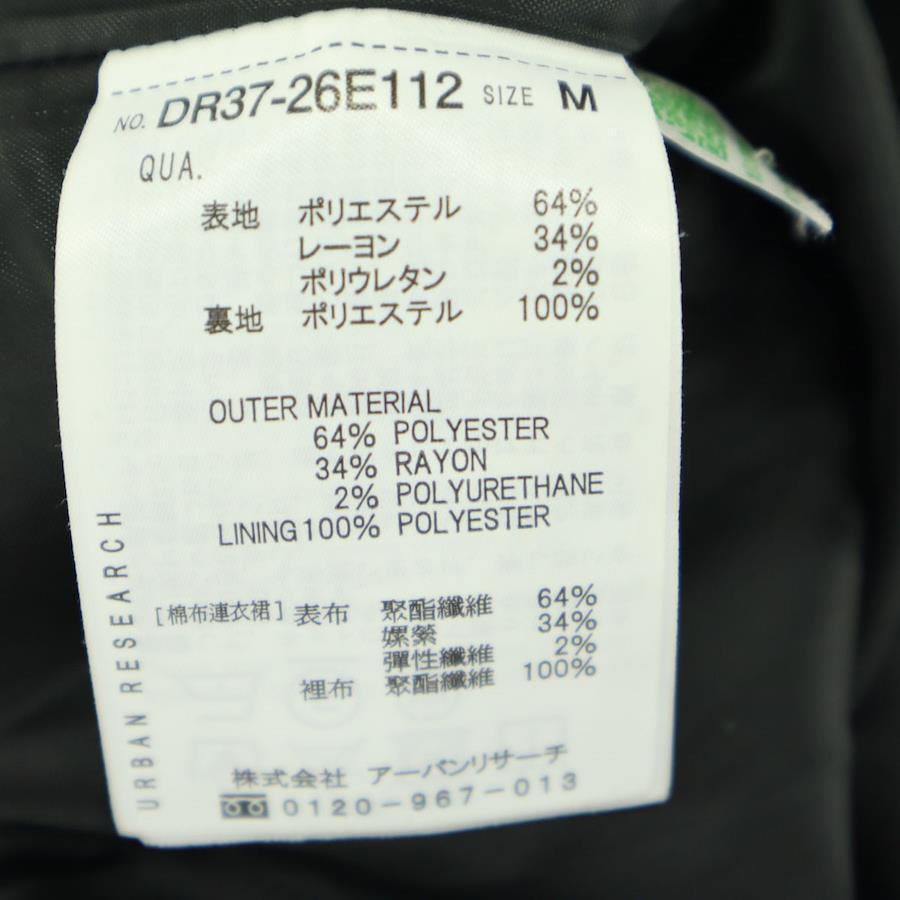 NO. DR37-26E112 SIZE M
QUA.
表地 ポリエステル 64%
レーヨン 34%
ポリウレタン 2%
裏地 ポリエステル 100%
OUTER MATERIAL
64% POLYESTER
34% RAYON
2% POLYURETHANE
LINING100% POLYESTER
[棉布連衣裙] 表布 聚酯纖維 64%
嫘縈 34%
彈性纖維 2%
裡布 聚酯纖維 100%
株式会社 アーバンリサーチ
0120-967-013
URBAN RESEARCH